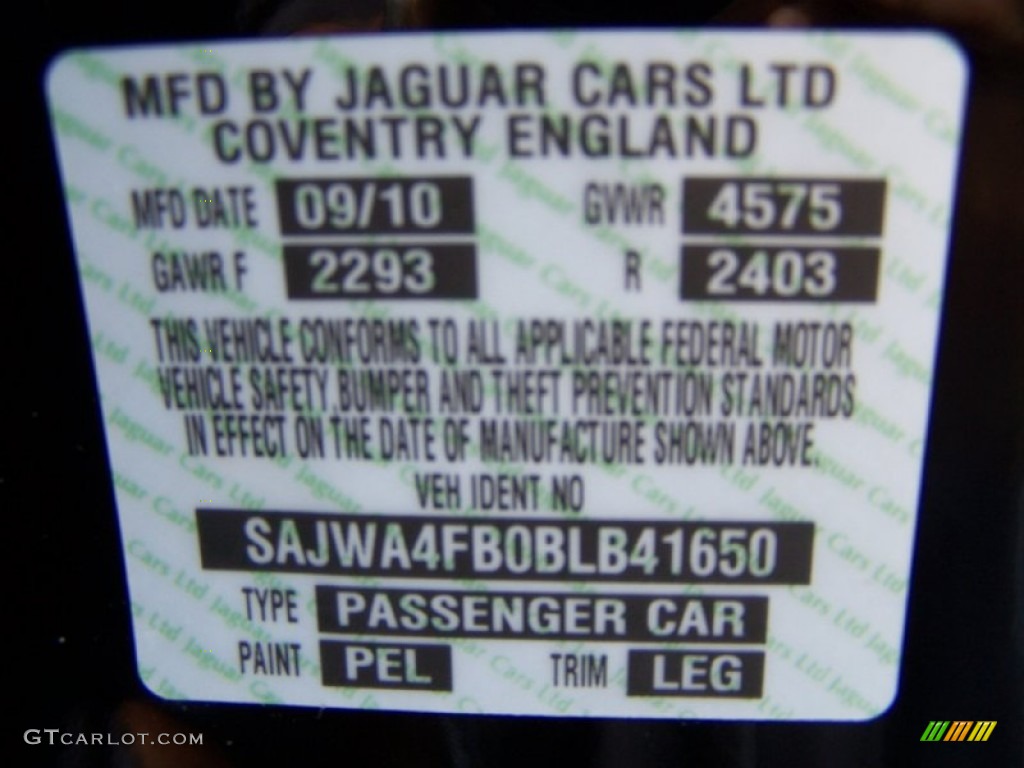 MFD BY JAGUAR CARS LTD
COVENTRY ENGLAND
MFD DATE 09/10 GVWR 4575
GAWR F 2293 R 2403
THIS VEHICLE CONFORMS TO ALL APPLICABLE FEDERAL MOTOR
VEHICLE SAFETY, BUMPER AND THEFT PREVENTION STANDARDS
IN EFFECT ON THE DATE OF MANUFACTURE SHOWN ABOVE.
VEH IDENT NO
SAJWA4FB0BLB41650
TYPE PASSENGER CAR
PAINT PEL TRIM LEG
GTCARLOT.COM